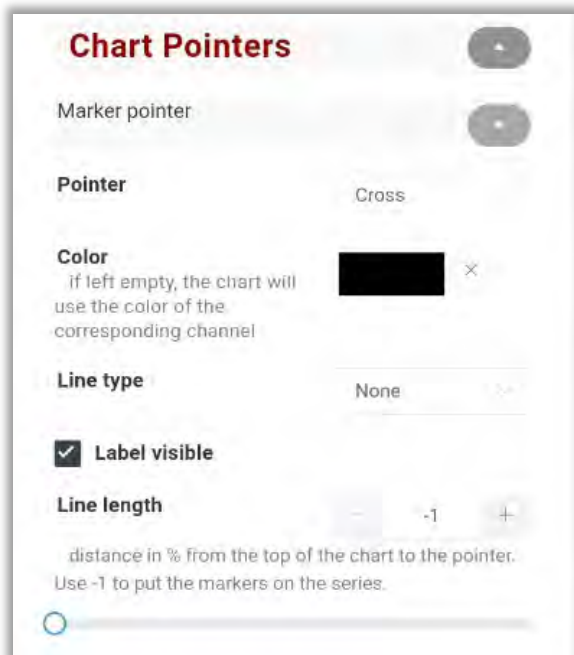 Chart Pointers
Marker pointer
Pointer
Cross
Color
if left empty, the chart will
use the color of the
corresponding channel
Line type
None
Label visible
Line length
-1
distance in % from the top of the chart to the pointer.
Use -1 to put the markers on the series.